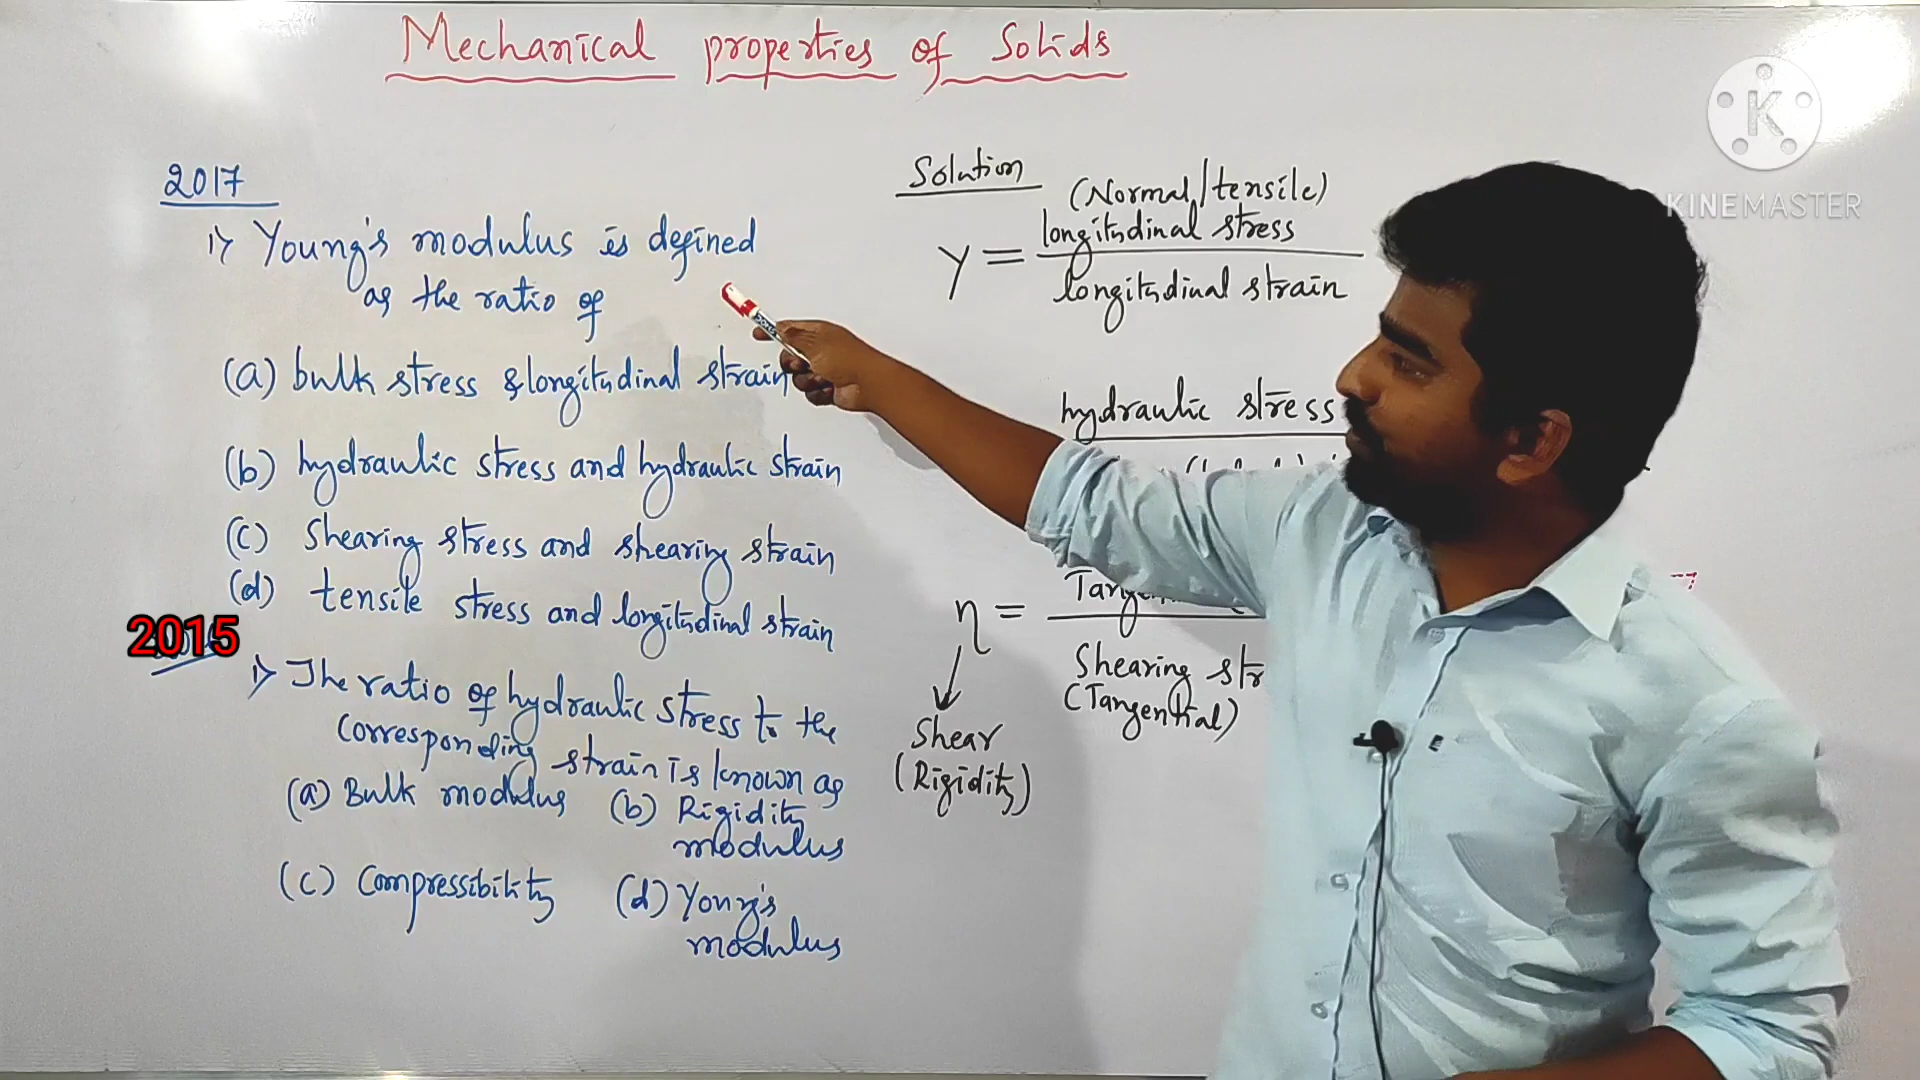 Mechanical properties of Solids
2017
1) Young's modulus is defined
as the ratio of
(a) bulk stress & longitudinal strain
(b) hydraulic stress and hydraulic strain
(c) Shearing stress and shearing strain
(d) tensile stress and longitudinal strain
2015
1) The ratio of hydraulic stress to the
corresponding strain is known as
(a) Bulk modulus (b) Rigidity
modulus
(c) Compressibility (d) Young's
modulus
Solution
(Normal/tensile)
longitudinal stress
Y =
longitudinal strain
hydraulic stress
η =
Shearing str
(Tangential)
Shear
(Rigidity)
K
KINEMASTER